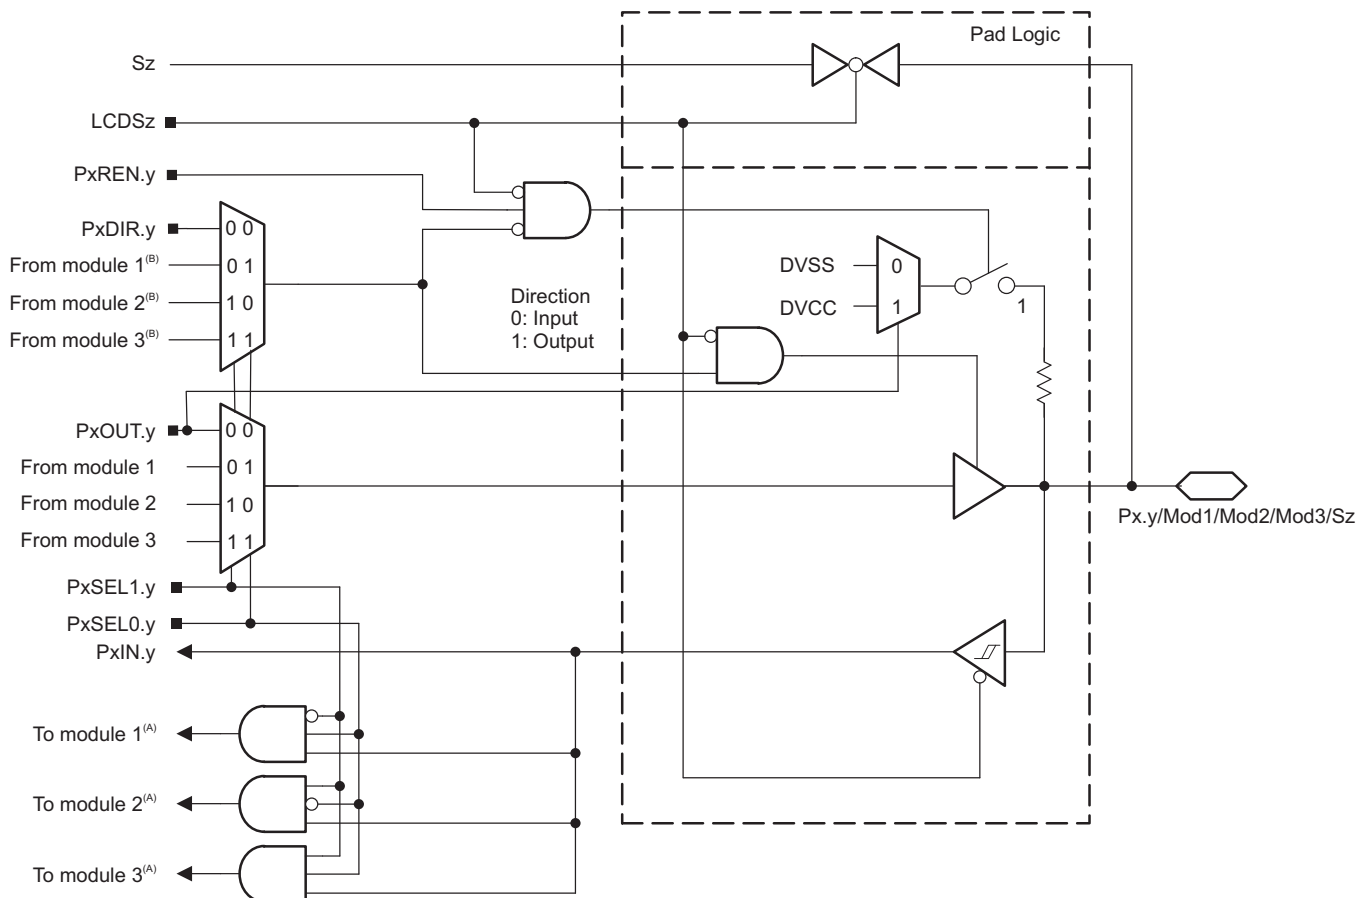 Pad Logic
Sz
LCDSz
PxREN.y
PxDIR.y
0 0
From module 1(B)
0 1
From module 2(B)
1 0
From module 3(B)
1 1
Direction
0: Input
1: Output
DVSS
0
DVCC
1
1
PxOUT.y
0 0
From module 1
0 1
From module 2
1 0
From module 3
1 1
Px.y/Mod1/Mod2/Mod3/Sz
PxSEL1.y
PxSEL0.y
PxIN.y
To module 1(A)
To module 2(A)
To module 3(A)